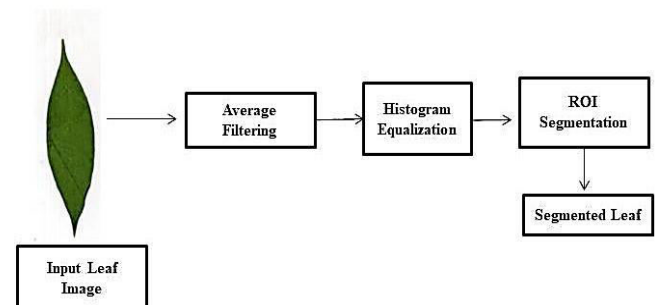 Input Leaf
Image
Average
Filtering
Histogram
Equalization
ROI
Segmentation
Segmented Leaf